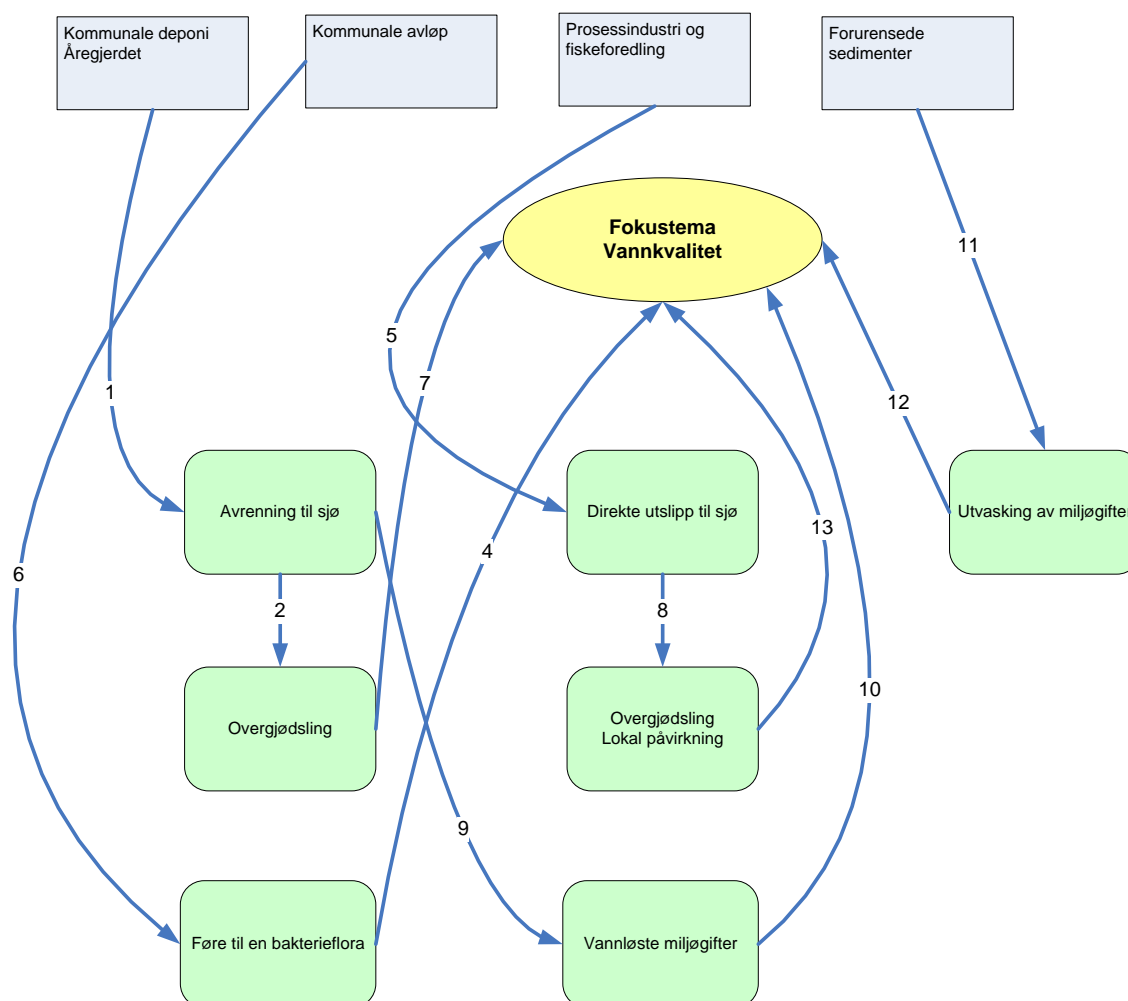 Kommunale deponi
Åregjerdet
Kommunale avløp
Prosessindustri og
fiskeforedling
Forurensede
sedimenter
Fokustema
Vannkvalitet
11
5
7
1
12
Avrenning til sjø
Direkte utslipp til sjø
Utvasking av miljøgifter
13
4
6
2
8
10
Overgjødsling
Overgjødsling
Lokal påvirkning
9
Føre til en bakterieflora
Vannløste miljøgifter